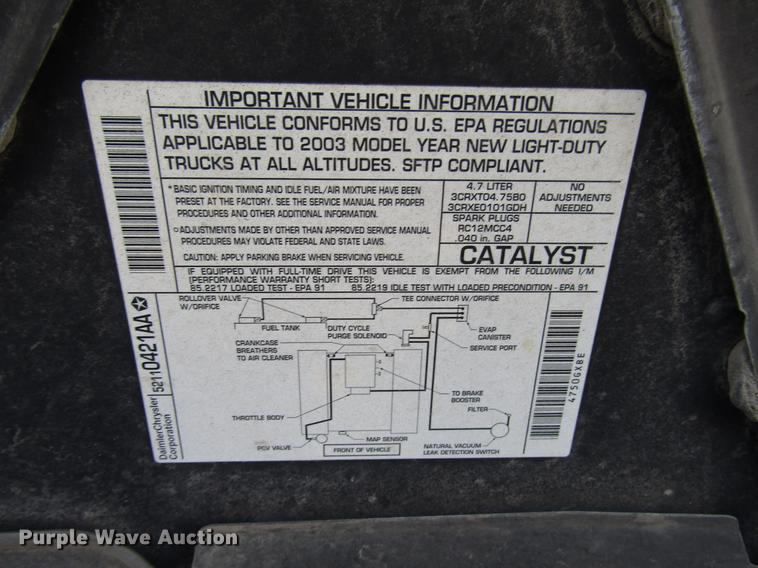 IMPORTANT VEHICLE INFORMATION
THIS VEHICLE CONFORMS TO U.S. EPA REGULATIONS
APPLICABLE TO 2003 MODEL YEAR NEW LIGHT-DUTY
TRUCKS AT ALL ALTITUDES. SFTP COMPLIANT.
* BASIC IGNITION TIMING AND IDLE FUEL/AIR MIXTURE HAVE BEEN
PRESET AT THE FACTORY. SEE THE SERVICE MANUAL FOR PROPER
PROCEDURES AND OTHER ADDITIONAL INFORMATION.
○ ADJUSTMENTS MADE BY OTHER THAN APPROVED SERVICE MANUAL
PROCEDURES MAY VIOLATE FEDERAL AND STATE LAWS.
CAUTION: APPLY PARKING BRAKE WHEN SERVICING VEHICLE.
4.7 LITER
3CRXT04.75B0
3CRXE0101GDH
SPARK PLUGS
RC12MCC4
.040 in. GAP
NO
ADJUSTMENTS
NEEDED
CATALYST
IF EQUIPPED WITH FULL-TIME DRIVE THIS VEHICLE IS EXEMPT FROM THE FOLLOWING I/M
(PERFORMANCE WARRANTY SHORT TESTS):
85.2217 LOADED TEST - EPA 91 85.2219 IDLE TEST WITH LOADED PRECONDITION - EPA 91
ROLLOVER VALVE
W/ORIFICE
TEE CONNECTOR W/ORIFICE
FUEL TANK
DUTY CYCLE
PURGE SOLENOID
EVAP
CANISTER
SERVICE PORT
CRANKCASE
BREATHERS
TO AIR CLEANER
TO BRAKE
BOOSTER
FILTER
THROTTLE BODY
MAP SENSOR
PCV VALVE
FRONT OF VEHICLE
NATURAL VACUUM
LEAK DETECTION SWITCH
DaimlerChrysler
Corporation
52110421AA
4750GXBE
Purple Wave Auction
Purple Wave Auction